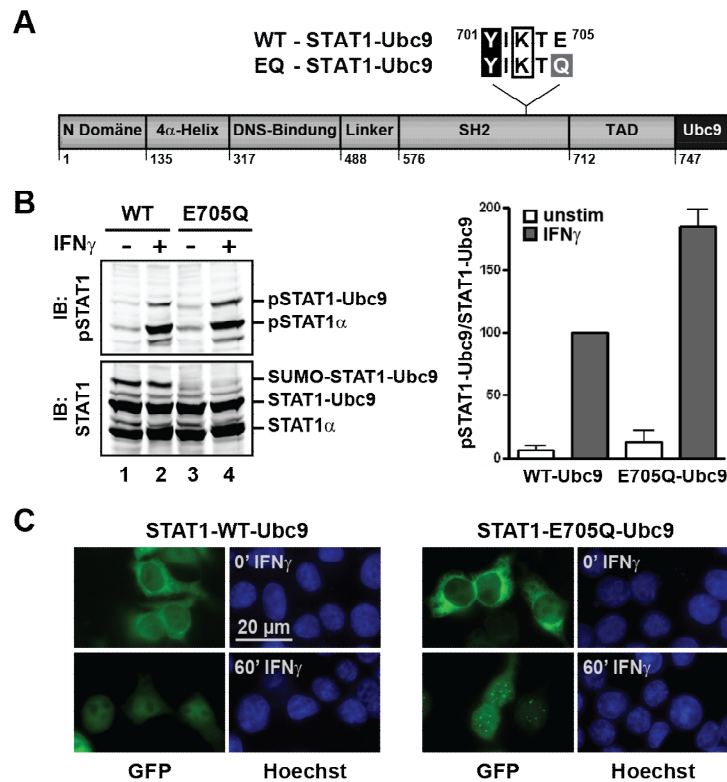 A
WT - STAT1-Ubc9 701 YIKTE 705
EQ - STAT1-Ubc9 YIKTQ
N Domäne 4α-Helix DNS-Bindung Linker SH2 TAD Ubc9
1 135 317 488 576 712 747
B
WT E705Q
IFNγ - + - +
IB: pSTAT1
pSTAT1-Ubc9
pSTAT1α
IB: STAT1
SUMO-STAT1-Ubc9
STAT1-Ubc9
STAT1α
1 2 3 4
pSTAT1-Ubc9/STAT1-Ubc9
200
150
100
50
0
unstim
IFNγ
WT-Ubc9 E705Q-Ubc9
C
STAT1-WT-Ubc9 STAT1-E705Q-Ubc9
0' IFNγ 0' IFNγ
20 µm
60' IFNγ 60' IFNγ
GFP Hoechst GFP Hoechst